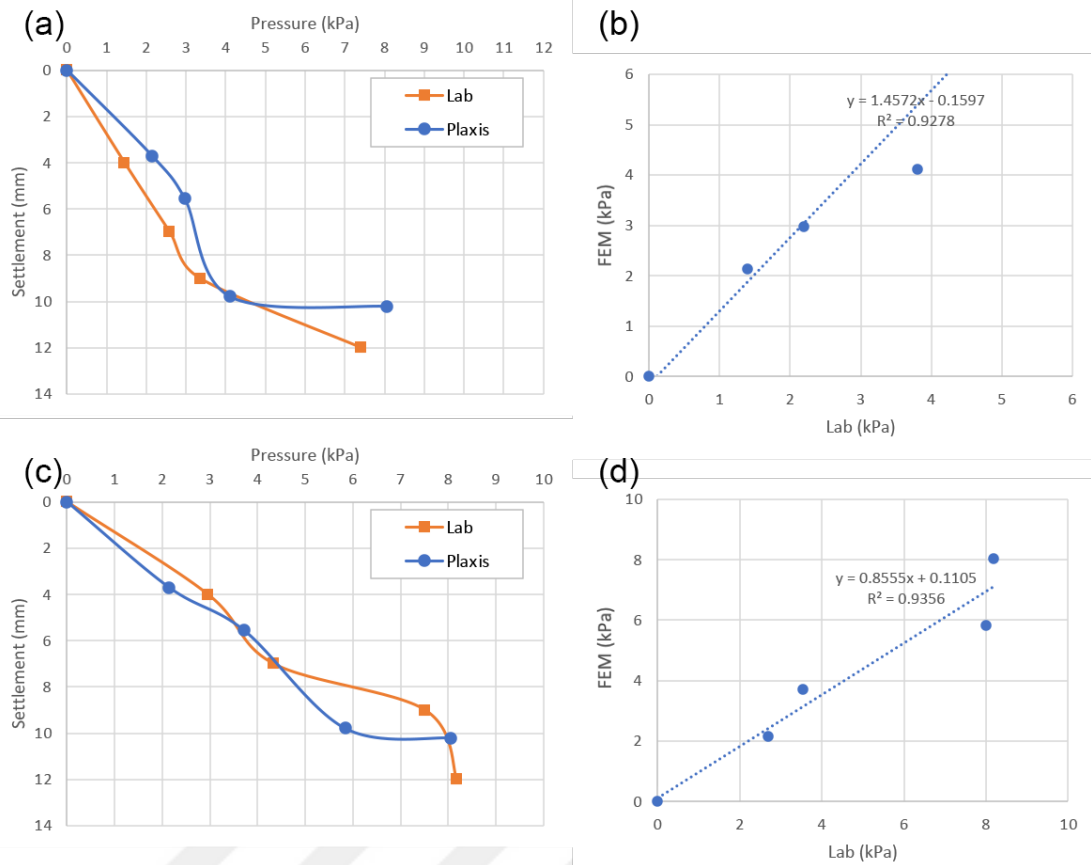 (a)
Pressure (kPa)
0 1 2 3 4 5 6 7 8 9 10 11 12
0
2
4
6
8
10
12
14
Settlement (mm)
Lab
Plaxis
(b)
6
5
4
3
2
1
0
FEM (kPa)
y = 1.4572x - 0.1597
R² = 0.9278
0 1 2 3 4 5 6
Lab (kPa)
(c)
Pressure (kPa)
0 1 2 3 4 5 6 7 8 9 10
0
2
4
6
8
10
12
14
Settlement (mm)
Lab
Plaxis
(d)
10
8
6
4
2
0
FEM (kPa)
y = 0.8555x + 0.1105
R² = 0.9356
0 2 4 6 8 10
Lab (kPa)